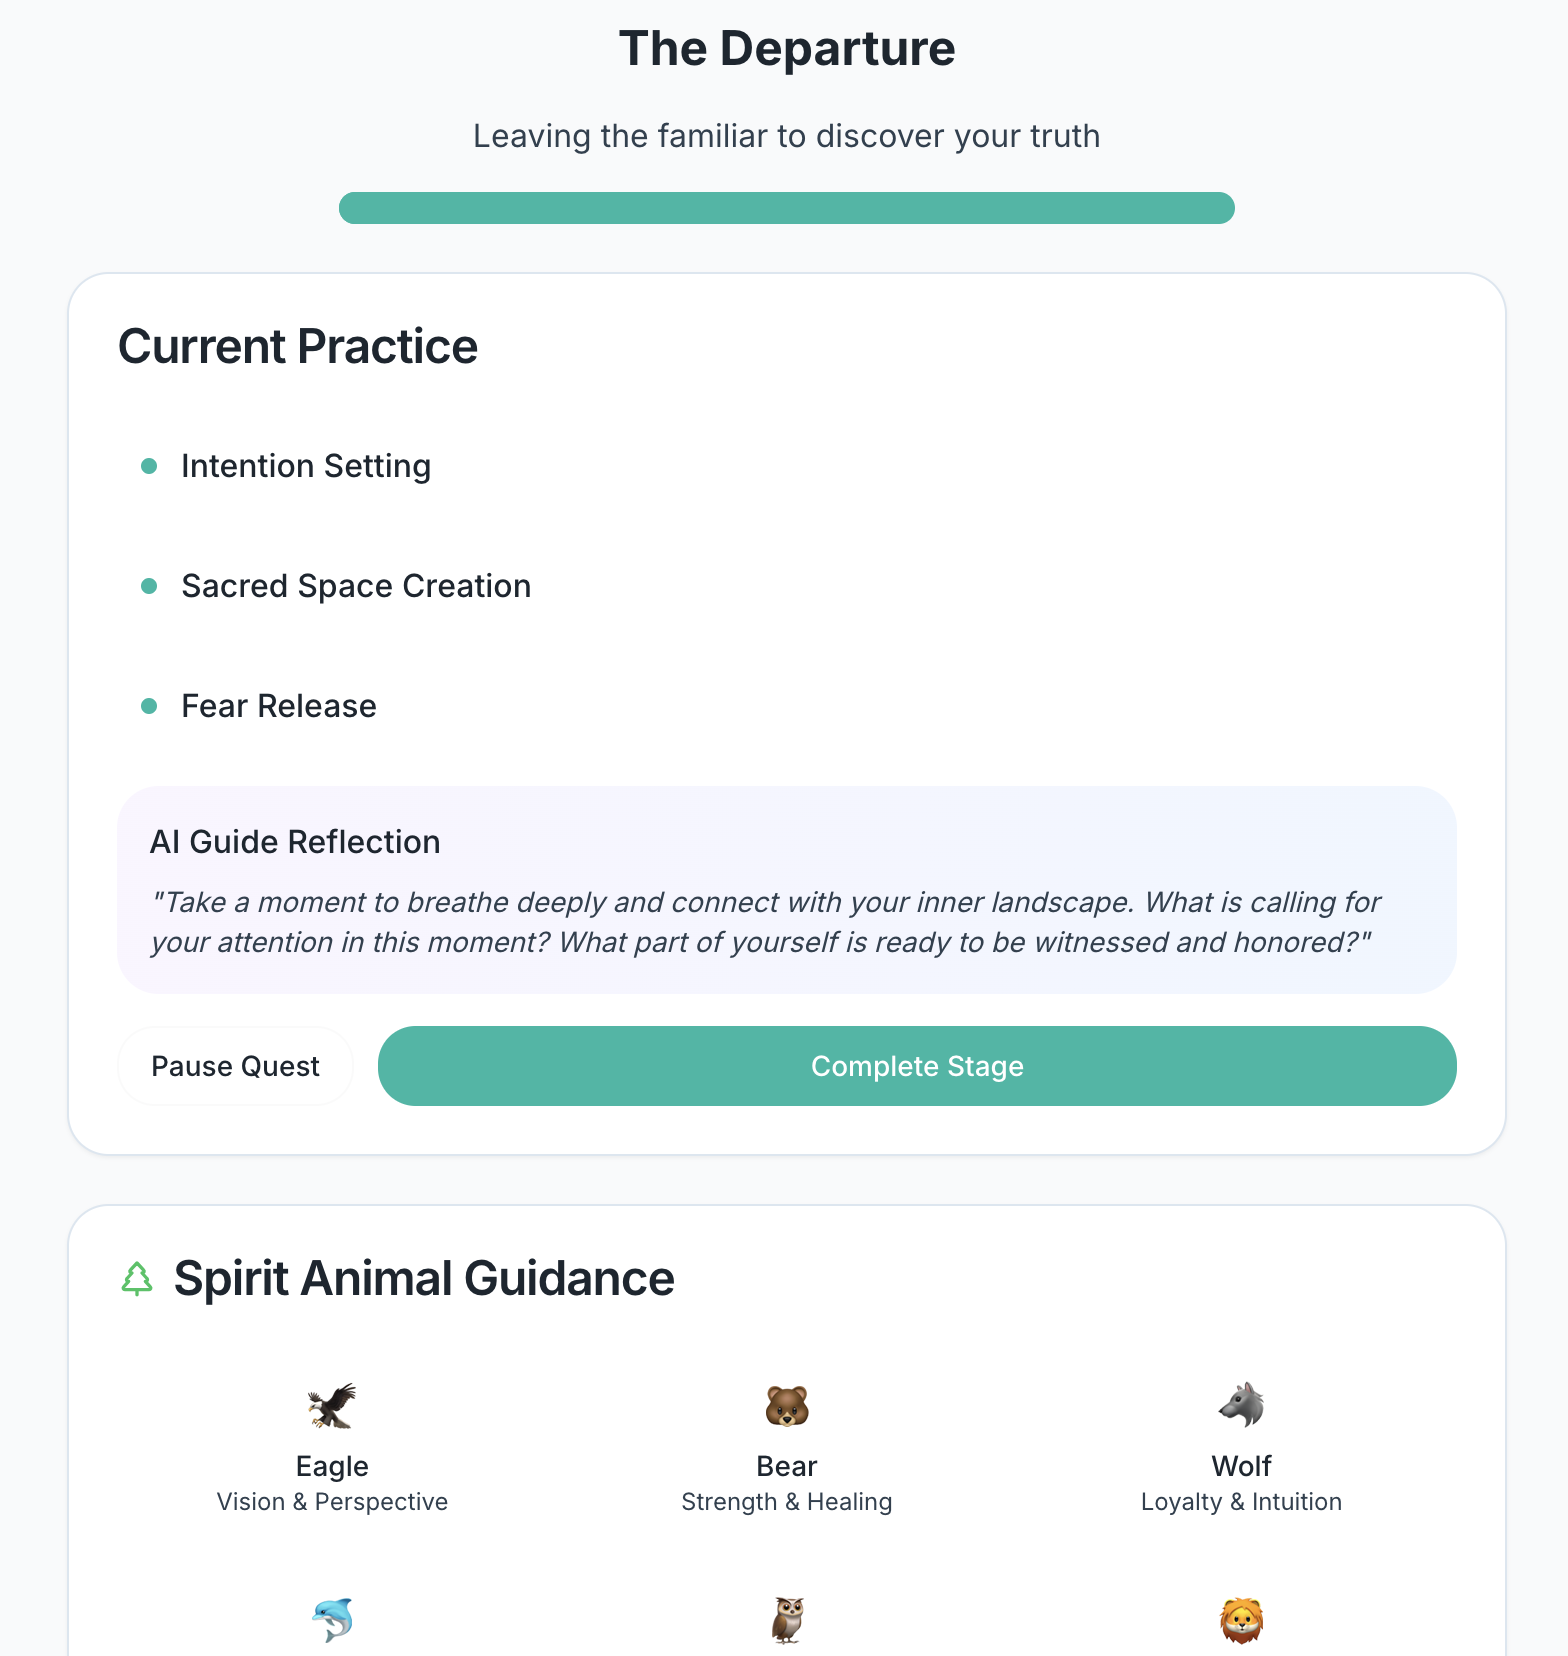 The Departure
Leaving the familiar to discover your truth
Current Practice
Intention Setting
Sacred Space Creation
Fear Release
AI Guide Reflection
"Take a moment to breathe deeply and connect with your inner landscape. What is calling for
your attention in this moment? What part of yourself is ready to be witnessed and honored?"
Pause Quest
Complete Stage
Spirit Animal Guidance
Eagle
Vision & Perspective
Bear
Strength & Healing
Wolf
Loyalty & Intuition